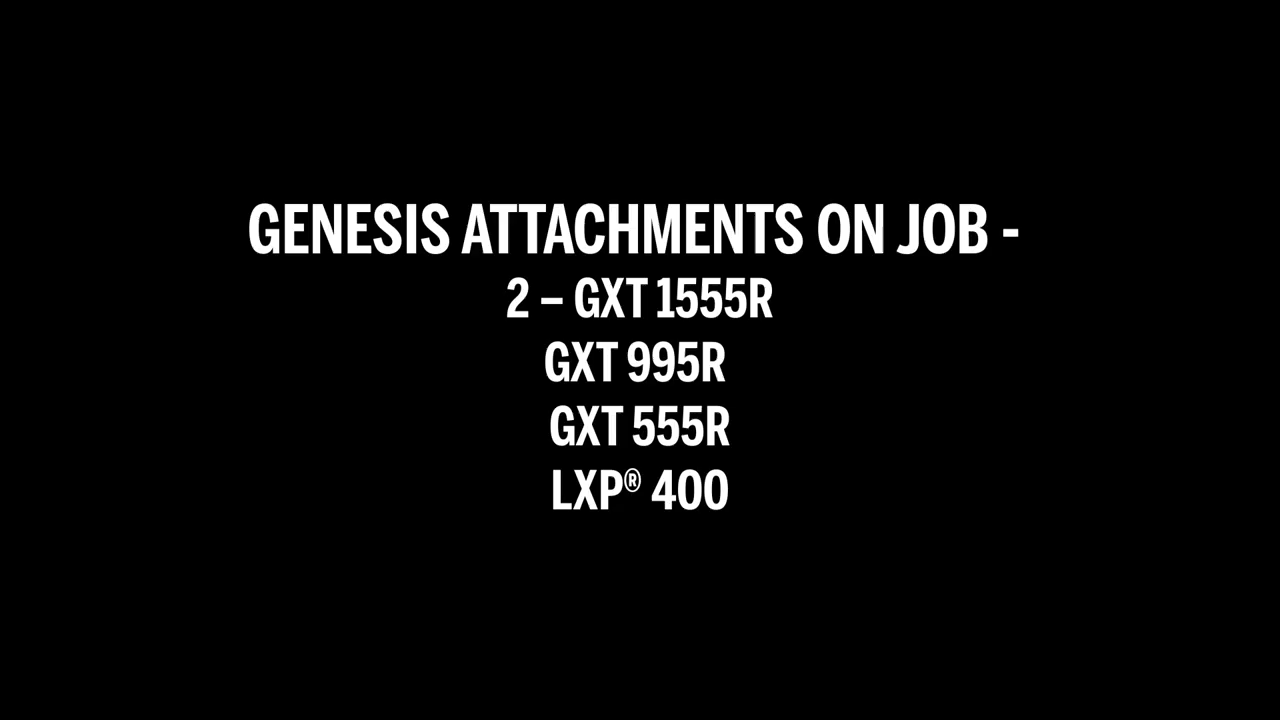 GENESIS ATTACHMENTS ON JOB -
2 – GXT 1555R
GXT 995R
GXT 555R
LXP® 400